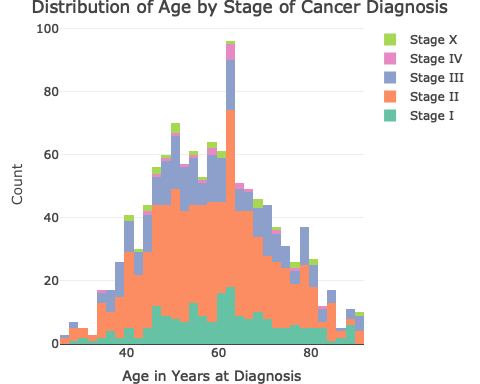 Distribution of Age by Stage of Cancer Diagnosis
100
80
60
40
20
0
Count
40
60
80
Age in Years at Diagnosis
Stage X
Stage IV
Stage III
Stage II
Stage I